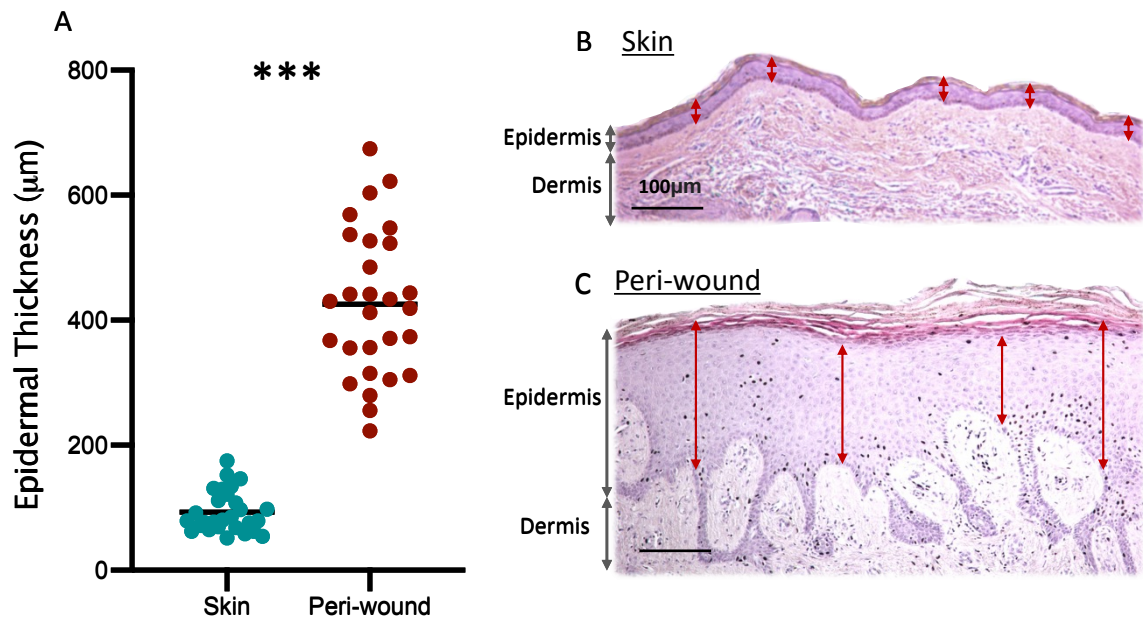 A
***
Epidermal Thickness (μm)
800
600
400
200
0
Skin
Peri-wound
B Skin
Epidermis
Dermis
100μm
C Peri-wound
Epidermis
Dermis